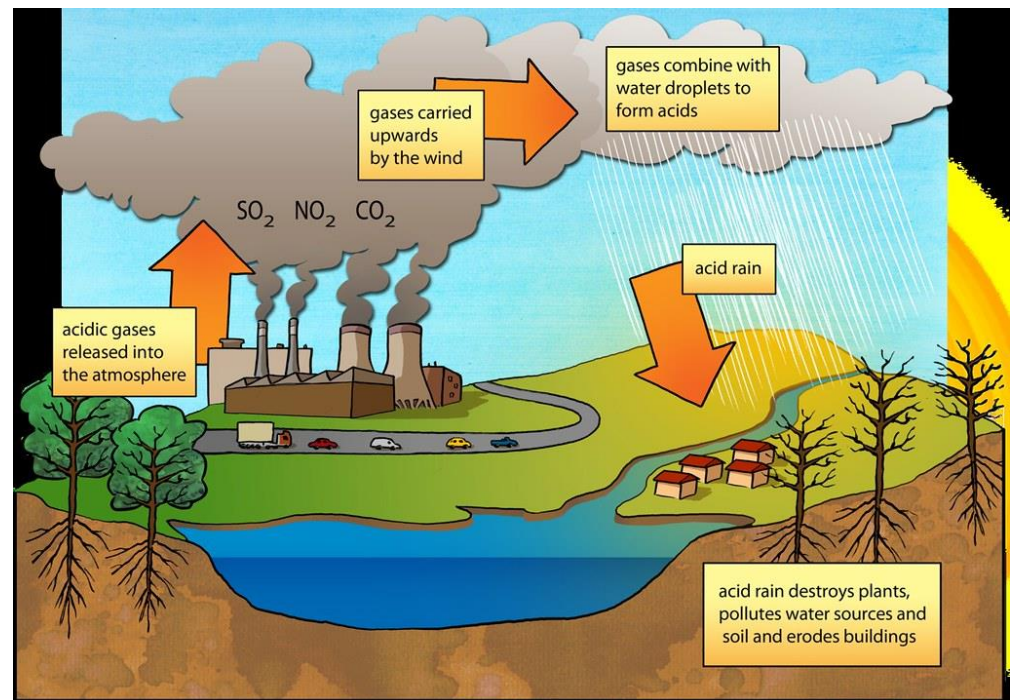 acidic gases
released into
the atmosphere
SO₂ NO₂ CO₂
gases carried
upwards
by the wind
gases combine with
water droplets to
form acids
acid rain
acid rain destroys plants,
pollutes water sources and
soil and erodes buildings